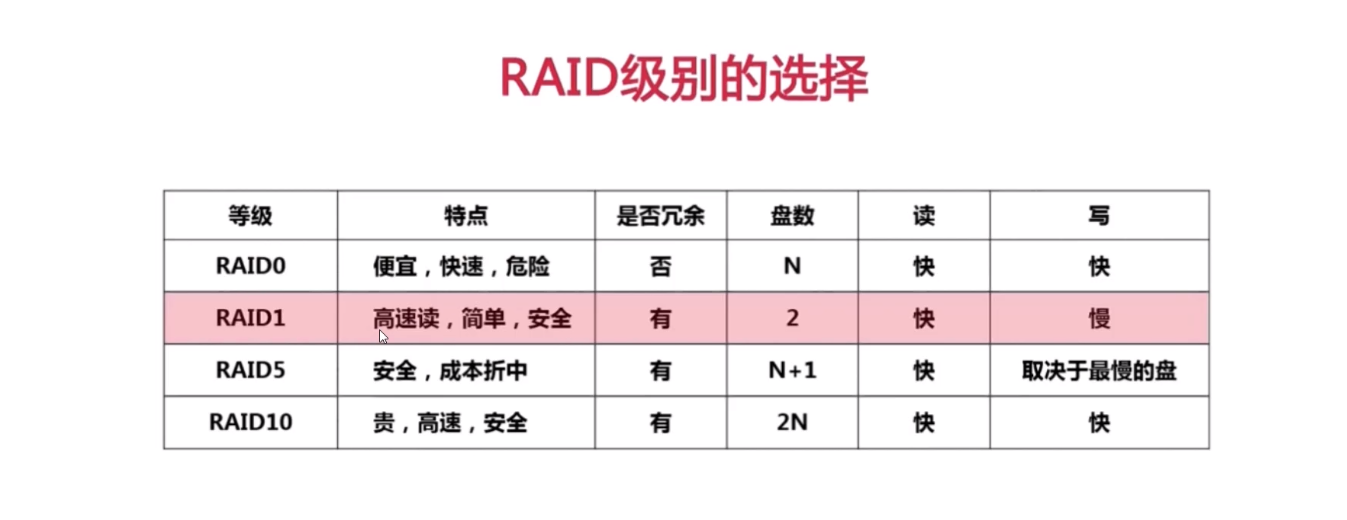 RAID级别的选择
等级 特点 是否冗余 盘数 读 写
RAID0 便宜，快速，危险 否 N 快 快
RAID1 高速读，简单，安全 有 2 快 慢
RAID5 安全，成本折中 有 N+1 快 取决于最慢的盘
RAID10 贵，高速，安全 有 2N 快 快